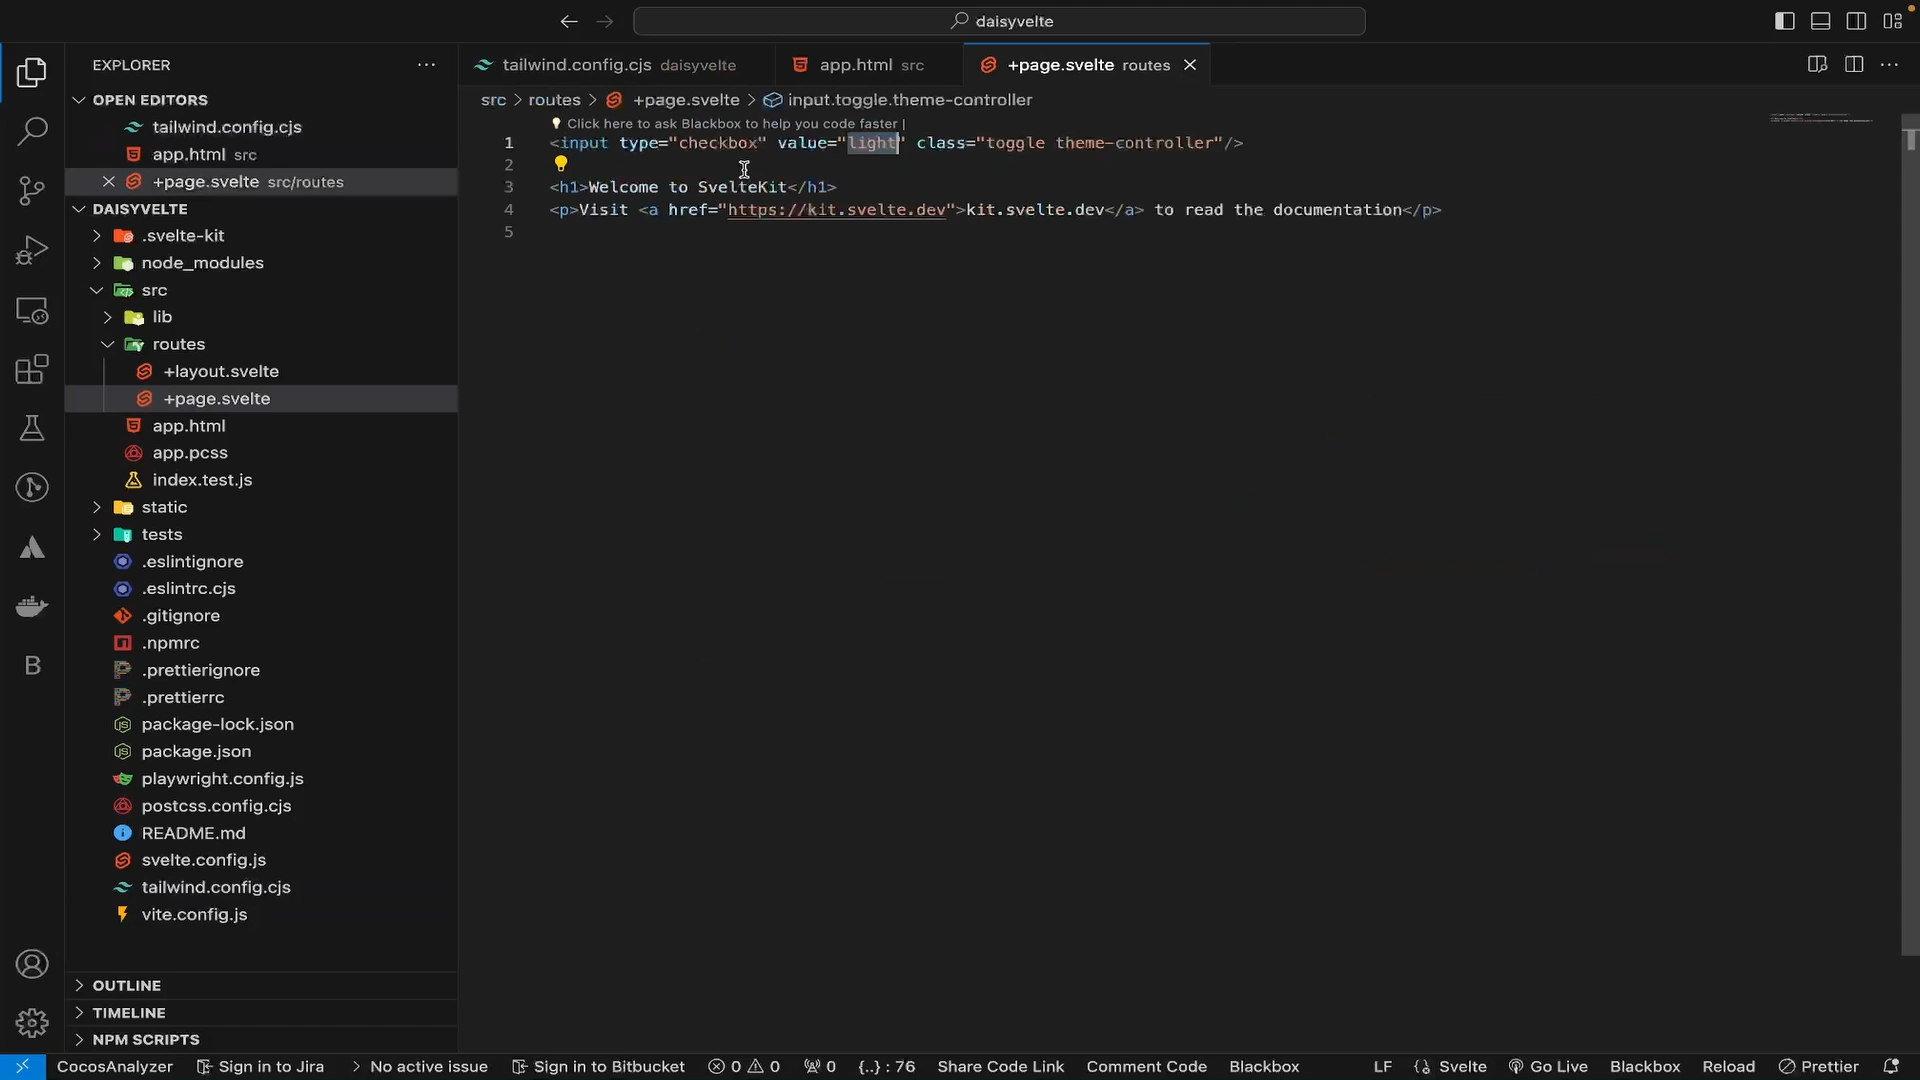 daisyvelte
EXPLORER
OPEN EDITORS
tailwind.config.cjs
app.html src
+page.svelte src/routes
DAISYVELTE
.svelte-kit
node_modules
src
lib
routes
+layout.svelte
+page.svelte
app.html
app.pcss
index.test.js
static
tests
.eslintignore
.eslintrc.cjs
.gitignore
.npmrc
.prettierignore
.prettierrc
package-lock.json
package.json
playwright.config.js
postcss.config.cjs
README.md
svelte.config.js
tailwind.config.cjs
vite.config.js
OUTLINE
TIMELINE
NPM SCRIPTS
tailwind.config.cjs daisyvelte app.html src +page.svelte routes
src > routes > +page.svelte > input.toggle.theme-controller
Click here to ask Blackbox to help you code faster |
1 <input type="checkbox" value="light" class="toggle theme-controller"/>
2
3 <h1>Welcome to SvelteKit</h1>
4 <p>Visit <a href="https://kit.svelte.dev">kit.svelte.dev</a> to read the documentation</p>
5
B
CocosAnalyzer Sign in to Jira > No active issue Sign in to Bitbucket 0 0 0 {..} : 76 Share Code Link Comment Code Blackbox LF Svelte Go Live Blackbox Reload Prettier